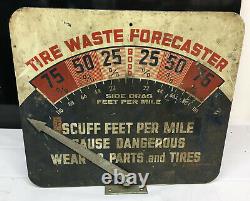 TIRE WASTE FORECASTER
75 50 25 GOOD 25 50 75
% % % % % %
SIDE DRAG
FEET PER MILE
SCUFF FEET PER MILE
CAUSE DANGEROUS
WEAR PARTS and TIRES